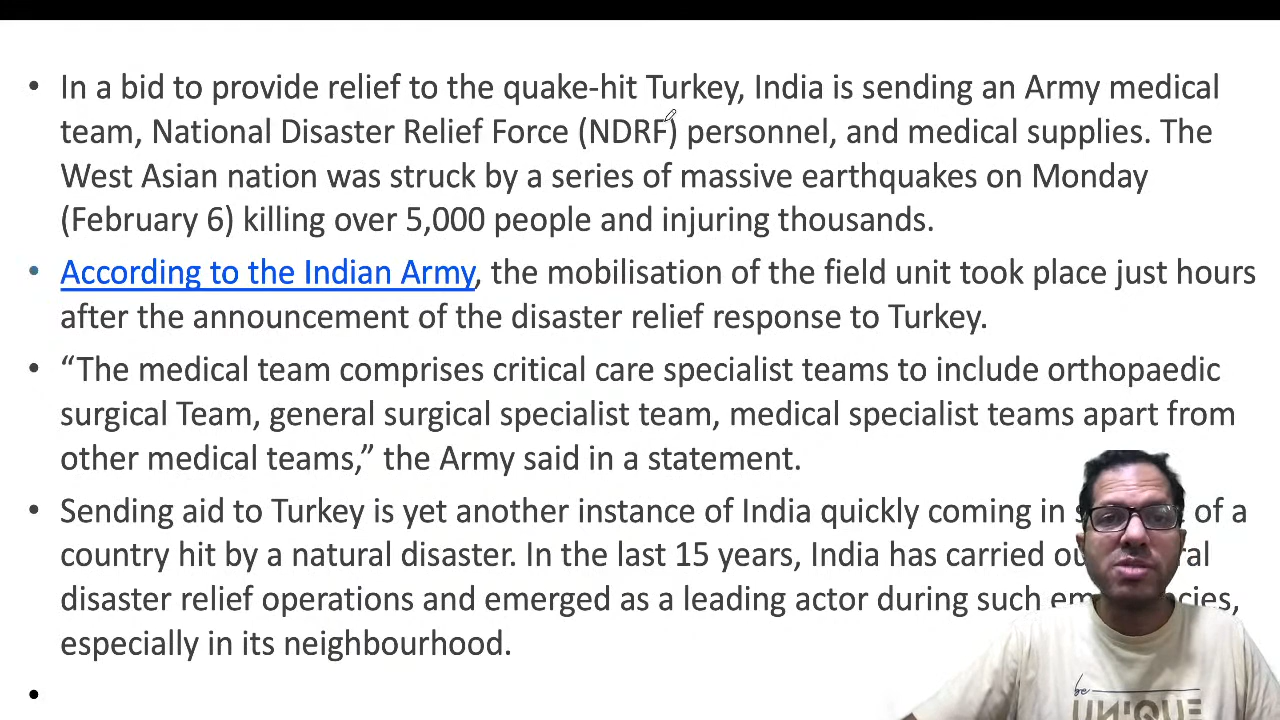 • In a bid to provide relief to the quake-hit Turkey, India is sending an Army medical
team, National Disaster Relief Force (NDRF) personnel, and medical supplies. The
West Asian nation was struck by a series of massive earthquakes on Monday
(February 6) killing over 5,000 people and injuring thousands.
• According to the Indian Army, the mobilisation of the field unit took place just hours
after the announcement of the disaster relief response to Turkey.
• “The medical team comprises critical care specialist teams to include orthopaedic
surgical Team, general surgical specialist team, medical specialist teams apart from
other medical teams,” the Army said in a statement.
• Sending aid to Turkey is yet another instance of India quickly coming in of a
country hit by a natural disaster. In the last 15 years, India has carried
disaster relief operations and emerged as a leading actor during such
especially in its neighbourhood.
•
be
UNIQUE